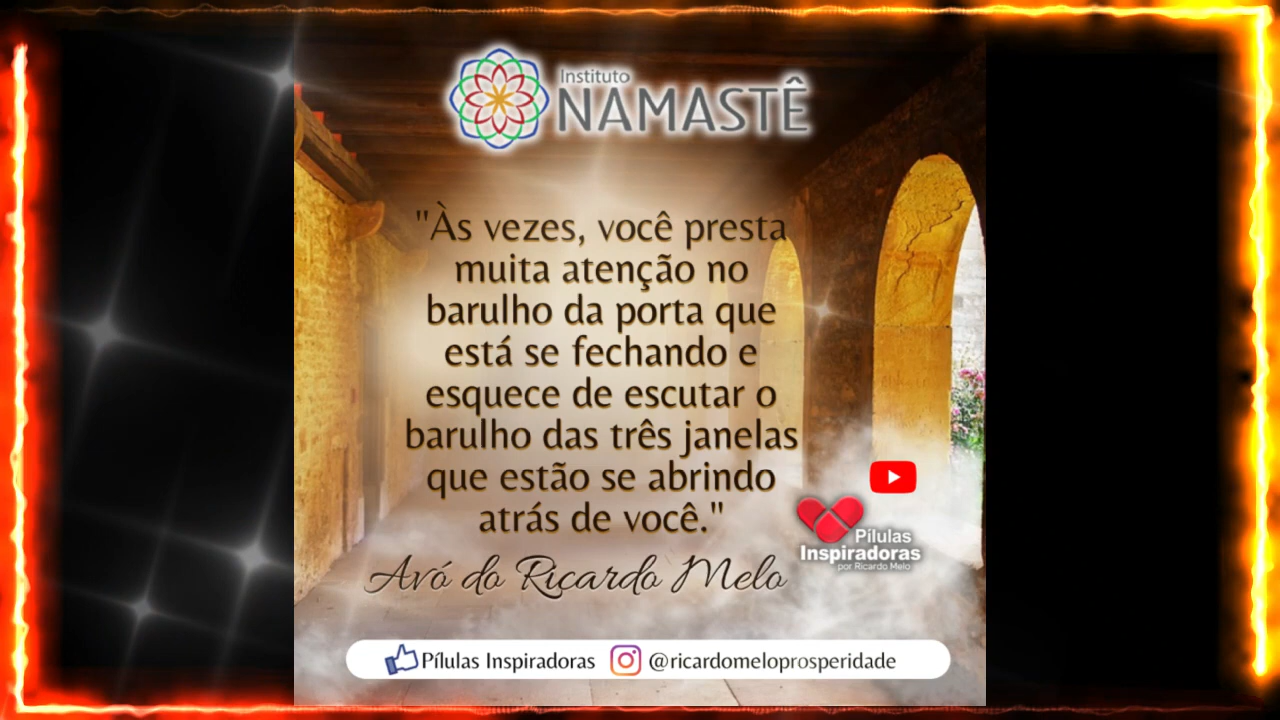 Instituto
NAMASTÊ
"Às vezes, você presta
muita atenção no
barulho da porta que
está se fechando e
esquece de escutar o
barulho das três janelas
que estão se abrindo
atrás de você."
Avó do Ricardo Melo
Pílulas
Inspiradoras
por Ricardo Melo
Pílulas Inspiradoras @ricardomeloprosperidade